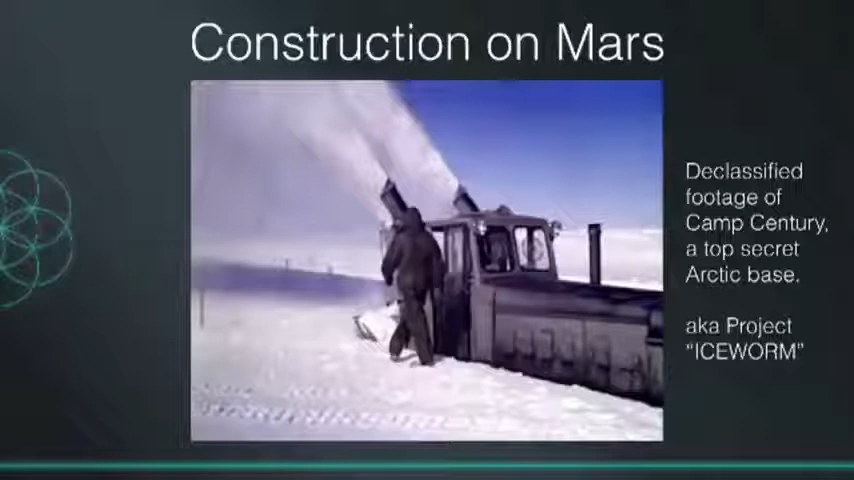 Construction on Mars
Declassified
footage of
Camp Century,
a top secret
Arctic base.
aka Project
“ICEWORM”